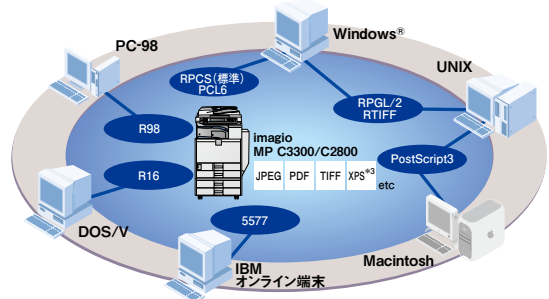 Windows®
PC-98
UNIX
RPCS(標準)
PCL6
RPGL/2
RTIFF
R98
imagio
MP C3300/C2800
PostScript3
JPEG PDF TIFF XPS*3 etc
R16
5577
DOS/V
IBM
オンライン端末
Macintosh